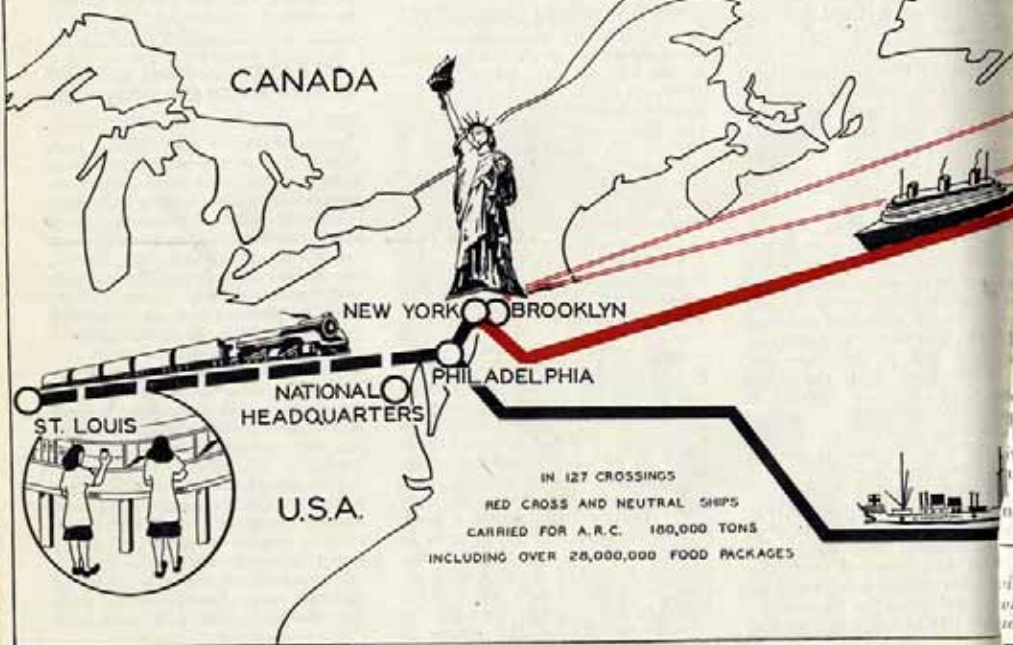 CANADA
NEW YORK
BROOKLYN
PHILADELPHIA
NATIONAL
HEADQUARTERS
ST. LOUIS
U.S.A.
IN 127 CROSSINGS
RED CROSS AND NEUTRAL SHIPS
CARRIED FOR A.R.C. 180,000 TONS
INCLUDING OVER 28,000,000 FOOD PACKAGES